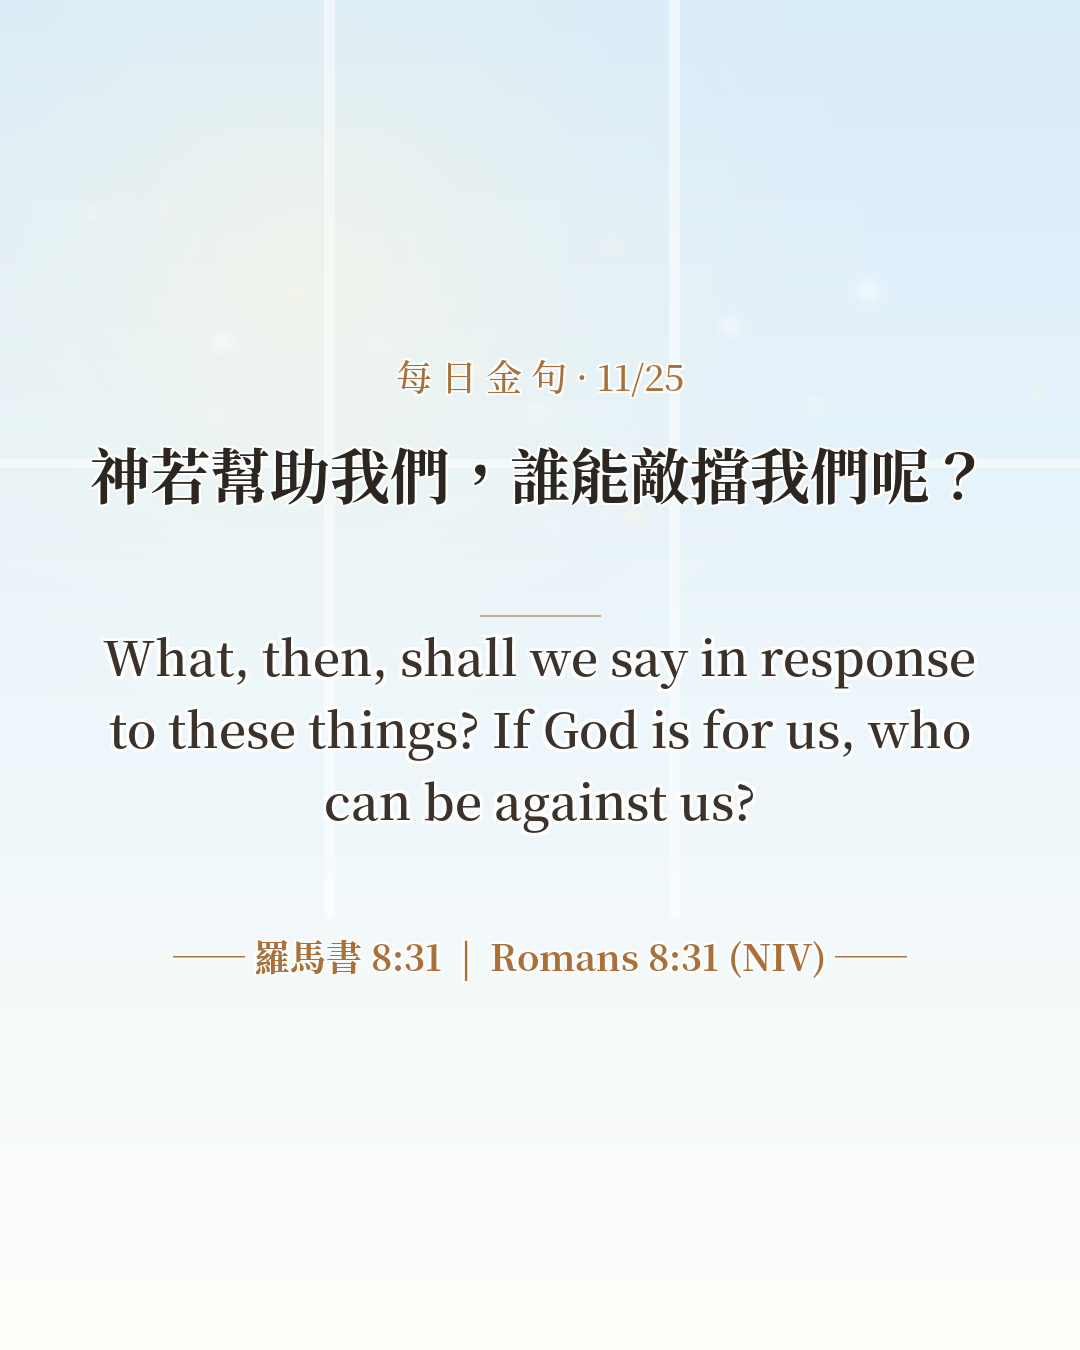 每日金句·11/25
神若幫助我們，誰能敵擋我們呢？
What, then, shall we say in response
to these things? If God is for us, who
can be against us?
—— 羅馬書 8:31 | Romans 8:31 (NIV) ——